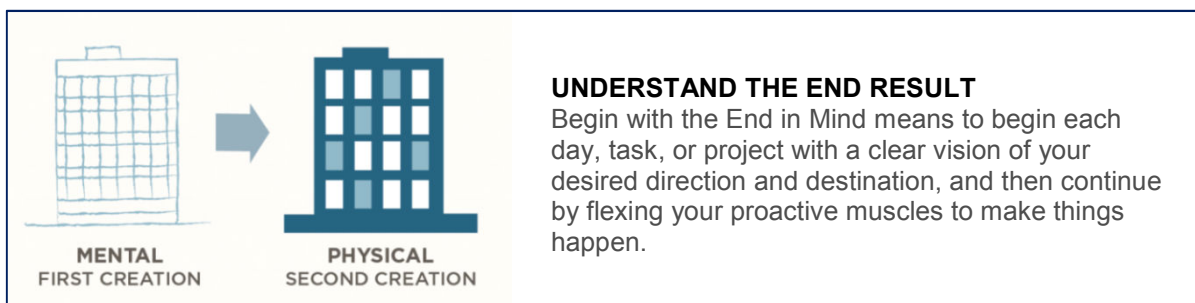 MENTAL
FIRST CREATION
PHYSICAL
SECOND CREATION
UNDERSTAND THE END RESULT
Begin with the End in Mind means to begin each
day, task, or project with a clear vision of your
desired direction and destination, and then continue
by flexing your proactive muscles to make things
happen.